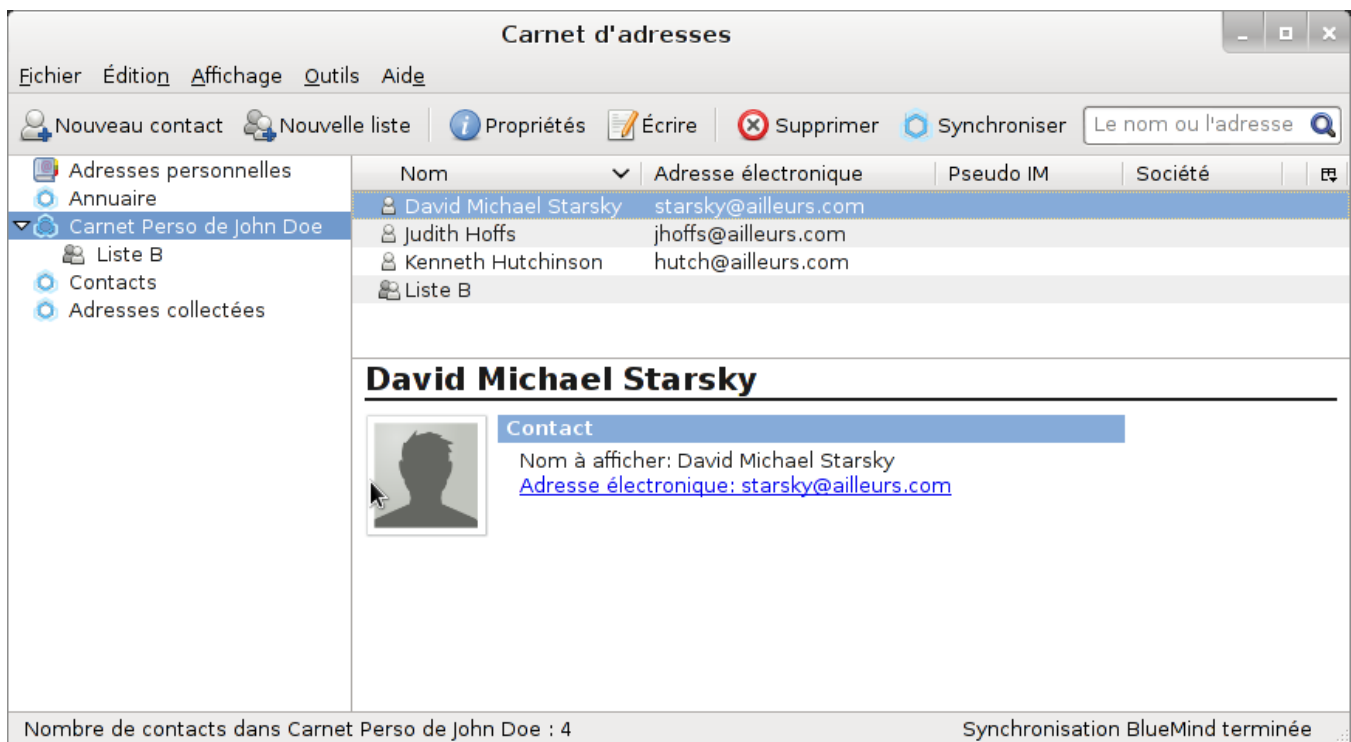 Carnet d'adresses
Fichier Édition Affichage Outils Aide
Nouveau contact Nouvelle liste Propriétés Écrire Supprimer Synchroniser Le nom ou l'adresse
Adresses personnelles
Annuaire
Carnet Perso de John Doe
Liste B
Contacts
Adresses collectées
Nom Adresse électronique Pseudo IM Société
David Michael Starsky starsky@ailleurs.com
Judith Hoffs jhoffs@ailleurs.com
Kenneth Hutchinson hutch@ailleurs.com
Liste B
David Michael Starsky
Contact
Nom à afficher: David Michael Starsky
Adresse électronique: starsky@ailleurs.com
Nombre de contacts dans Carnet Perso de John Doe : 4 Synchronisation BlueMind terminée